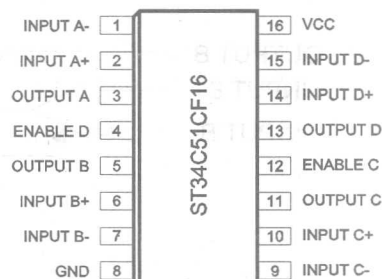 INPUT A- 1
INPUT A+ 2
OUTPUT A 3
ENABLE D 4
OUTPUT B 5
INPUT B+ 6
INPUT B- 7
GND 8
ST34C51CF16
16 VCC
15 INPUT D-
14 INPUT D+
13 OUTPUT D
12 ENABLE C
11 OUTPUT C
10 INPUT C+
9 INPUT C-